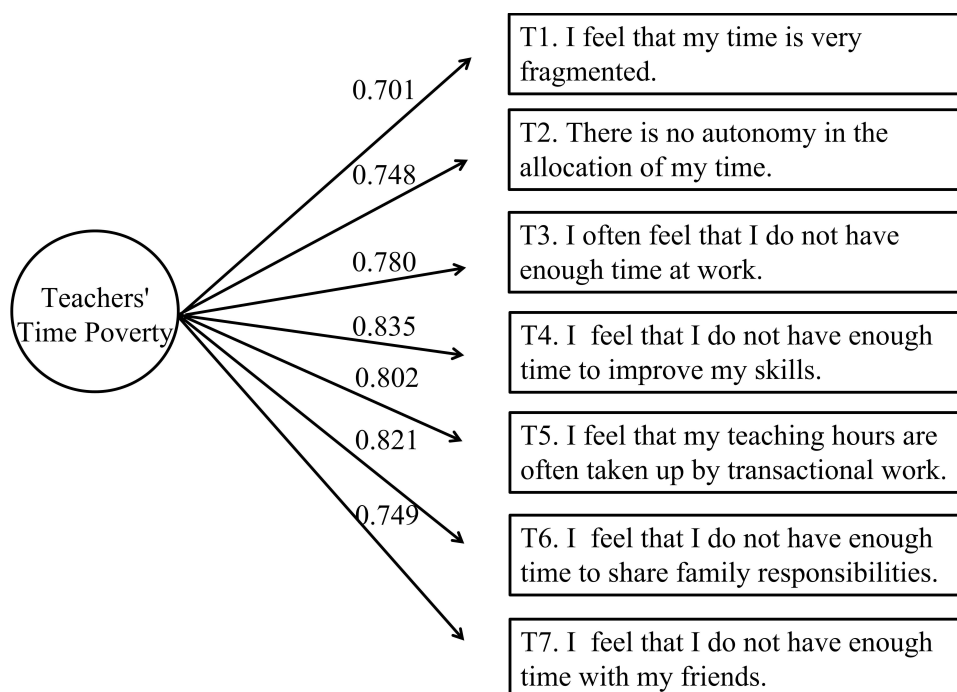 T1. I feel that my time is very
fragmented.
0.701
T2. There is no autonomy in the
allocation of my time.
0.748
T3. I often feel that I do not have
enough time at work.
0.780
Teachers'
Time Poverty
T4. I feel that I do not have enough
time to improve my skills.
0.835
0.802
T5. I feel that my teaching hours are
often taken up by transactional work.
0.821
T6. I feel that I do not have enough
time to share family responsibilities.
0.749
T7. I feel that I do not have enough
time with my friends.